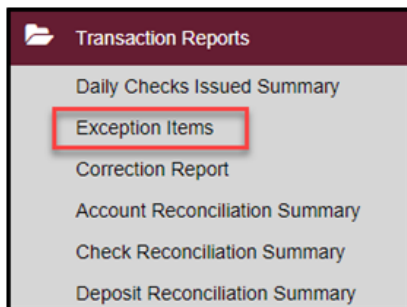 Transaction Reports
Daily Checks Issued Summary
Exception Items
Correction Report
Account Reconciliation Summary
Check Reconciliation Summary
Deposit Reconciliation Summary